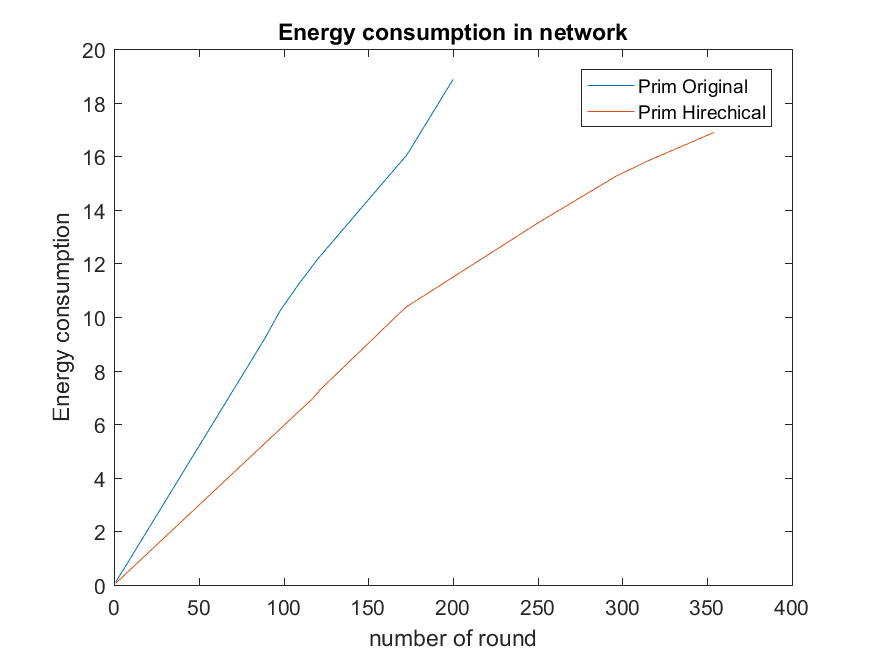 Energy consumption in network
20
18
16
14
12
10
8
6
4
2
0
Energy consumption
Prim Original
Prim Hirechical
0 50 100 150 200 250 300 350 400
number of round